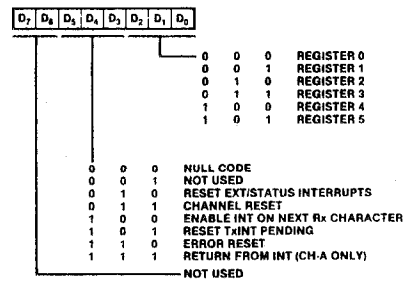 D7 D6 D5 D4 D3 D2 D1 D0
0 0 0 REGISTER 0
0 0 1 REGISTER 1
0 1 0 REGISTER 2
0 1 1 REGISTER 3
1 0 0 REGISTER 4
1 0 1 REGISTER 5
0 0 0 NULL CODE
0 0 1 NOT USED
0 1 0 RESET EXT/STATUS INTERRUPTS
0 1 1 CHANNEL RESET
1 0 0 ENABLE INT ON NEXT Rx CHARACTER
1 0 1 RESET TxINT PENDING
1 1 0 ERROR RESET
1 1 1 RETURN FROM INT (CH-A ONLY)
NOT USED